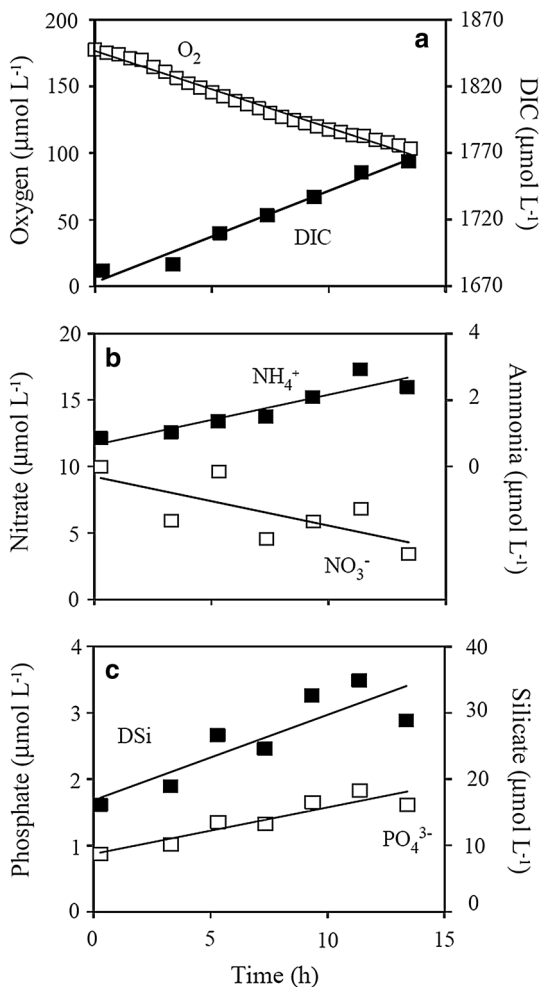 a
Oxygen (µmol L⁻¹)
200
150
100
50
0
O₂
DIC
1870
1820
1770
1720
1670
DIC
(µmol L⁻¹)
b
Nitrate (µmol L⁻¹)
20
15
10
5
0
NH₄⁺
NO₃⁻
4
2
0
Ammonia
(µmol L⁻¹)
c
Phosphate (µmol L⁻¹)
4
3
2
1
0
DSi
PO₄³⁻
40
30
20
10
0
Silicate
(µmol L⁻¹)
0 5 10 15
Time (h)